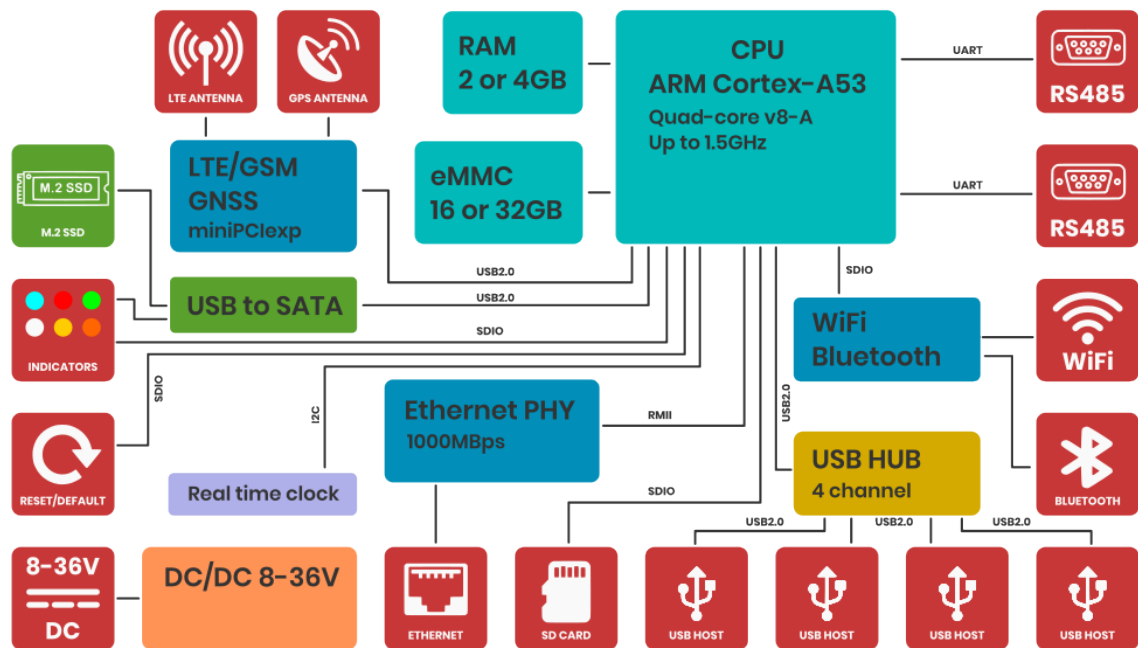 LTE ANTENNA
GPS ANTENNA
RAM
2 or 4GB
CPU
ARM Cortex-A53
Quad-core v8-A
Up to 1.5GHz
UART
RS485
M.2 SSD
M.2 SSD
LTE/GSM
GNSS
miniPCIexp
eMMC
16 or 32GB
UART
RS485
USB2.0
USB to SATA
USB2.0
SDIO
INDICATORS
SDIO
WiFi
Bluetooth
WiFi
SDIO
I2C
Ethernet PHY
1000MBps
RMII
USB2.0
RESET/DEFAULT
Real time clock
SDIO
USB HUB
4 channel
BLUETOOTH
USB2.0
USB2.0
USB2.0
8-36V
DC
DC/DC 8-36V
ETHERNET
SD CARD
USB HOST
USB HOST
USB HOST
USB HOST